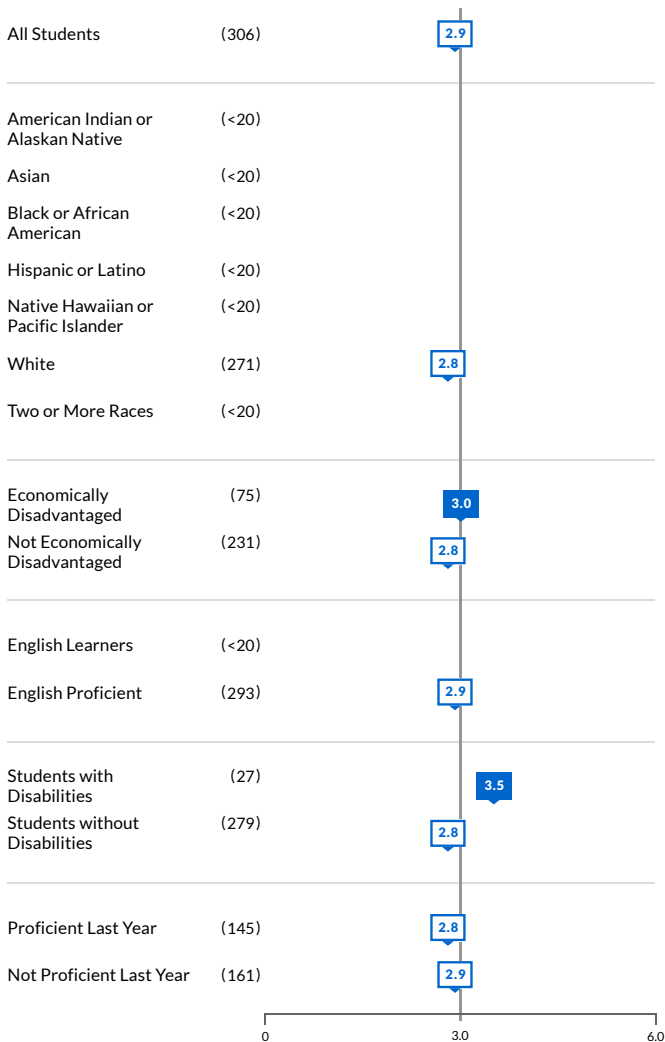 All Students (306) 2.9
American Indian or (<20)
Alaskan Native
Asian (<20)
Black or African (<20)
American
Hispanic or Latino (<20)
Native Hawaiian or (<20)
Pacific Islander
White (271) 2.8
Two or More Races (<20)
Economically (75) 3.0
Disadvantaged
Not Economically (231) 2.8
Disadvantaged
English Learners (<20)
English Proficient (293) 2.9
Students with (27) 3.5
Disabilities
Students without (279) 2.8
Disabilities
Proficient Last Year (145) 2.8
Not Proficient Last Year (161) 2.9
0 3.0 6.0